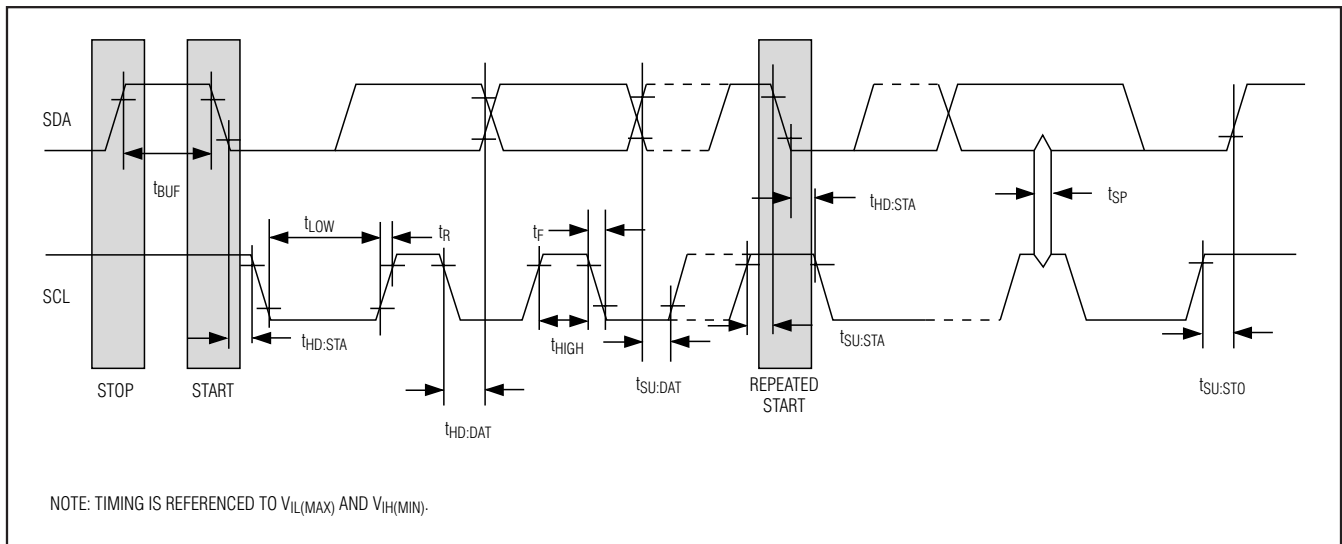 SDA
tBUF
tHD:STA
tSP
tLOW
tR
tF
SCL
tHD:STA
tHIGH
tSU:STA
tSU:DAT
tSU:STO
STOP
START
REPEATED
START
tHD:DAT
NOTE: TIMING IS REFERENCED TO VIL(MAX) AND VIH(MIN).